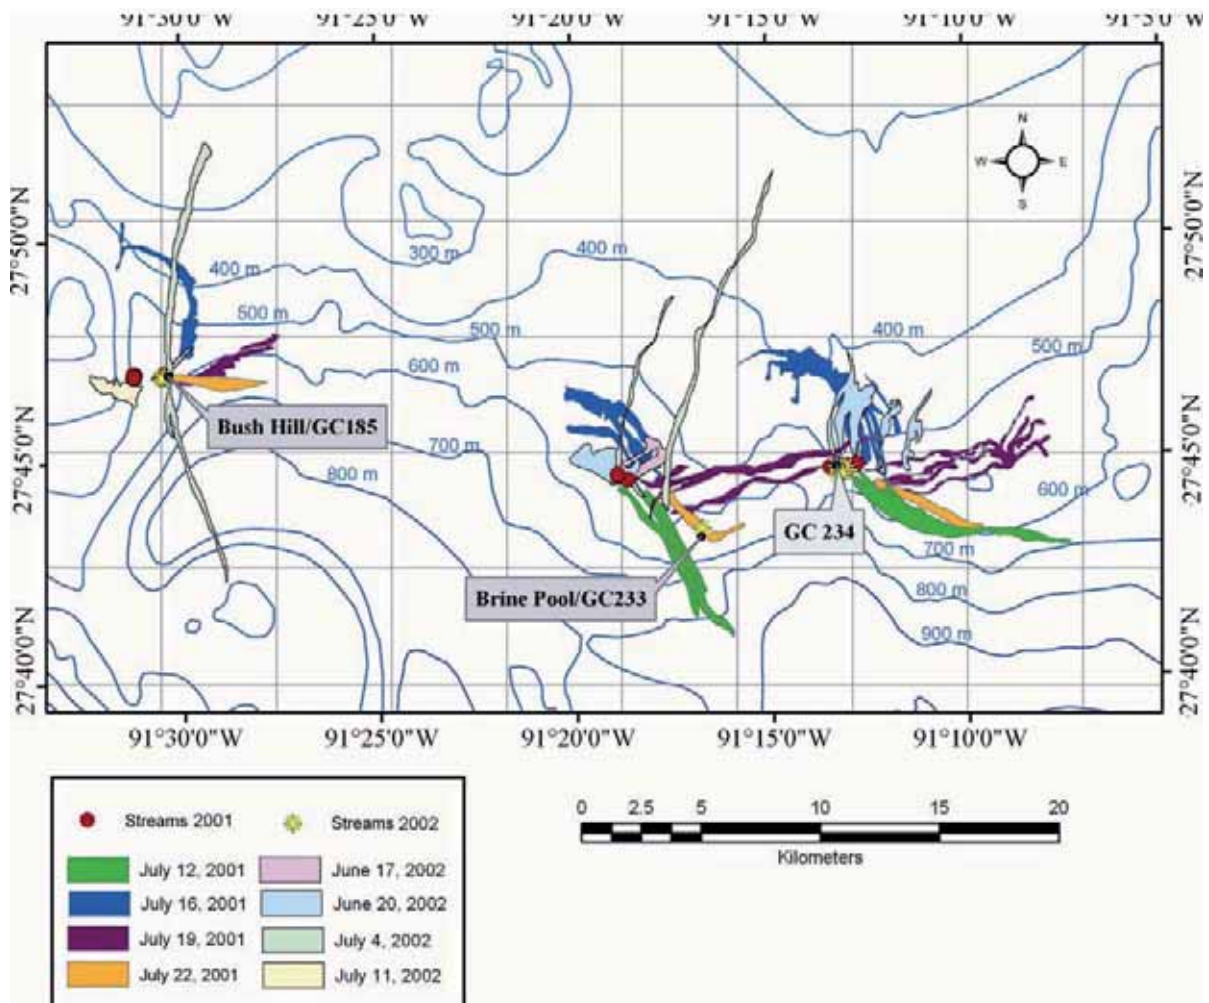 91°30'0"W 91°25'0"W 91°20'0"W 91°15'0"W 91°10'0"W 91°5'0"W
N
W E
S
27°50'0"N 27°50'0"N
300 m
400 m
400 m
500 m
500 m
400 m
500 m
600 m
Bush Hill/GC185
27°45'0"N 27°45'0"N
700 m
800 m
600 m
GC 234
700 m
Brine Pool/GC233
800 m
900 m
27°40'0"N 27°40'0"N
91°30'0"W 91°25'0"W 91°20'0"W 91°15'0"W 91°10'0"W
Streams 2001 Streams 2002
July 12, 2001 June 17, 2002
July 16, 2001 June 20, 2002
July 19, 2001 July 4, 2002
July 22, 2001 July 11, 2002
0 2.5 5 10 15 20
Kilometers